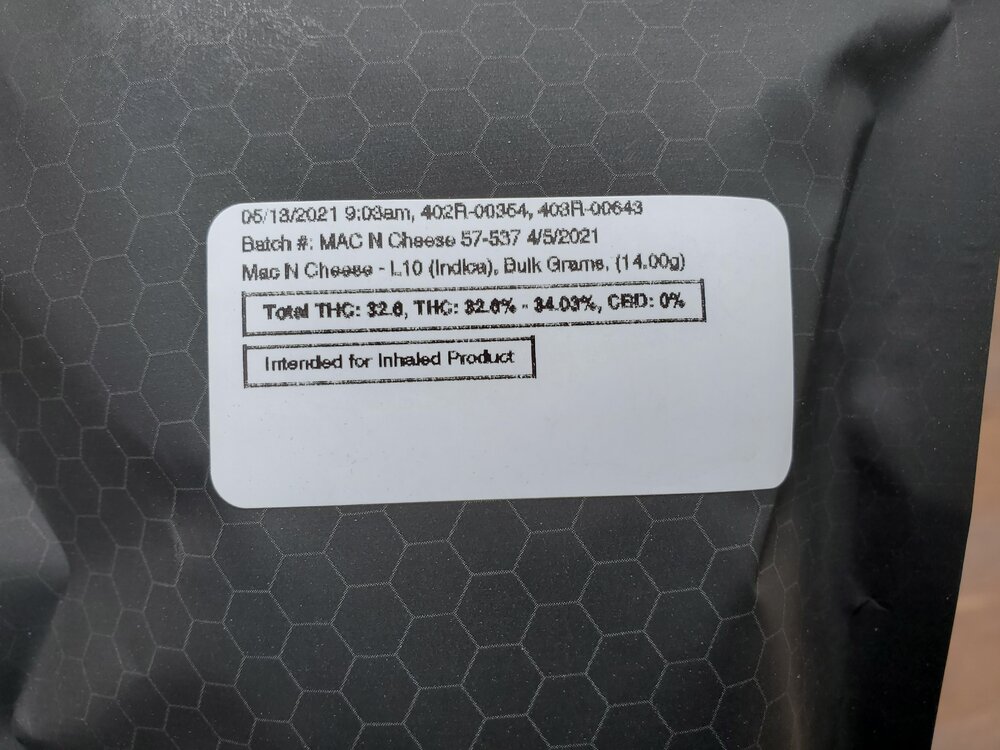 05/13/2021 9:03am, 402R-00364, 403R-00643
Batch #: MAC N Cheese 57-537 4/5/2021
Mac N Cheese - L10 (Indica), Bulk Grams, (14.00g)
Total THC: 32.6, THC: 32.6% - 34.03%, CBD: 0%
Intended for Inhaled Product